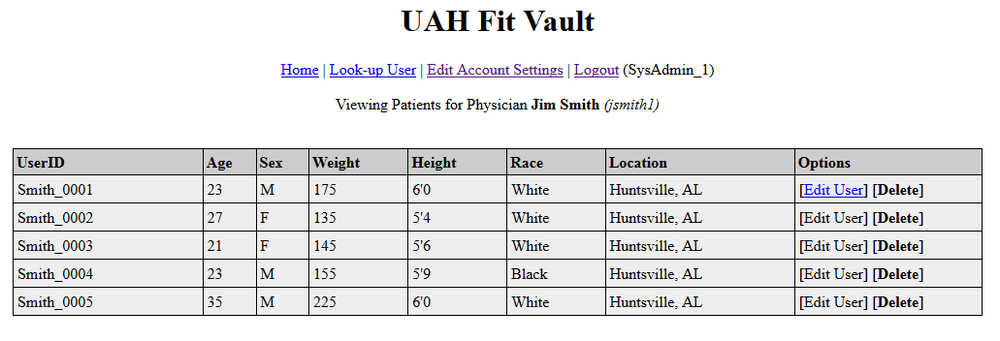 UAH Fit Vault
Home | Look-up User | Edit Account Settings | Logout (SysAdmin_1)
Viewing Patients for Physician Jim Smith (jsmith1)
UserID Age Sex Weight Height Race Location Options
Smith_0001 23 M 175 6'0 White Huntsville, AL [Edit User] [Delete]
Smith_0002 27 F 135 5'4 White Huntsville, AL [Edit User] [Delete]
Smith_0003 21 F 145 5'6 White Huntsville, AL [Edit User] [Delete]
Smith_0004 23 M 155 5'9 Black Huntsville, AL [Edit User] [Delete]
Smith_0005 35 M 225 6'0 White Huntsville, AL [Edit User] [Delete]